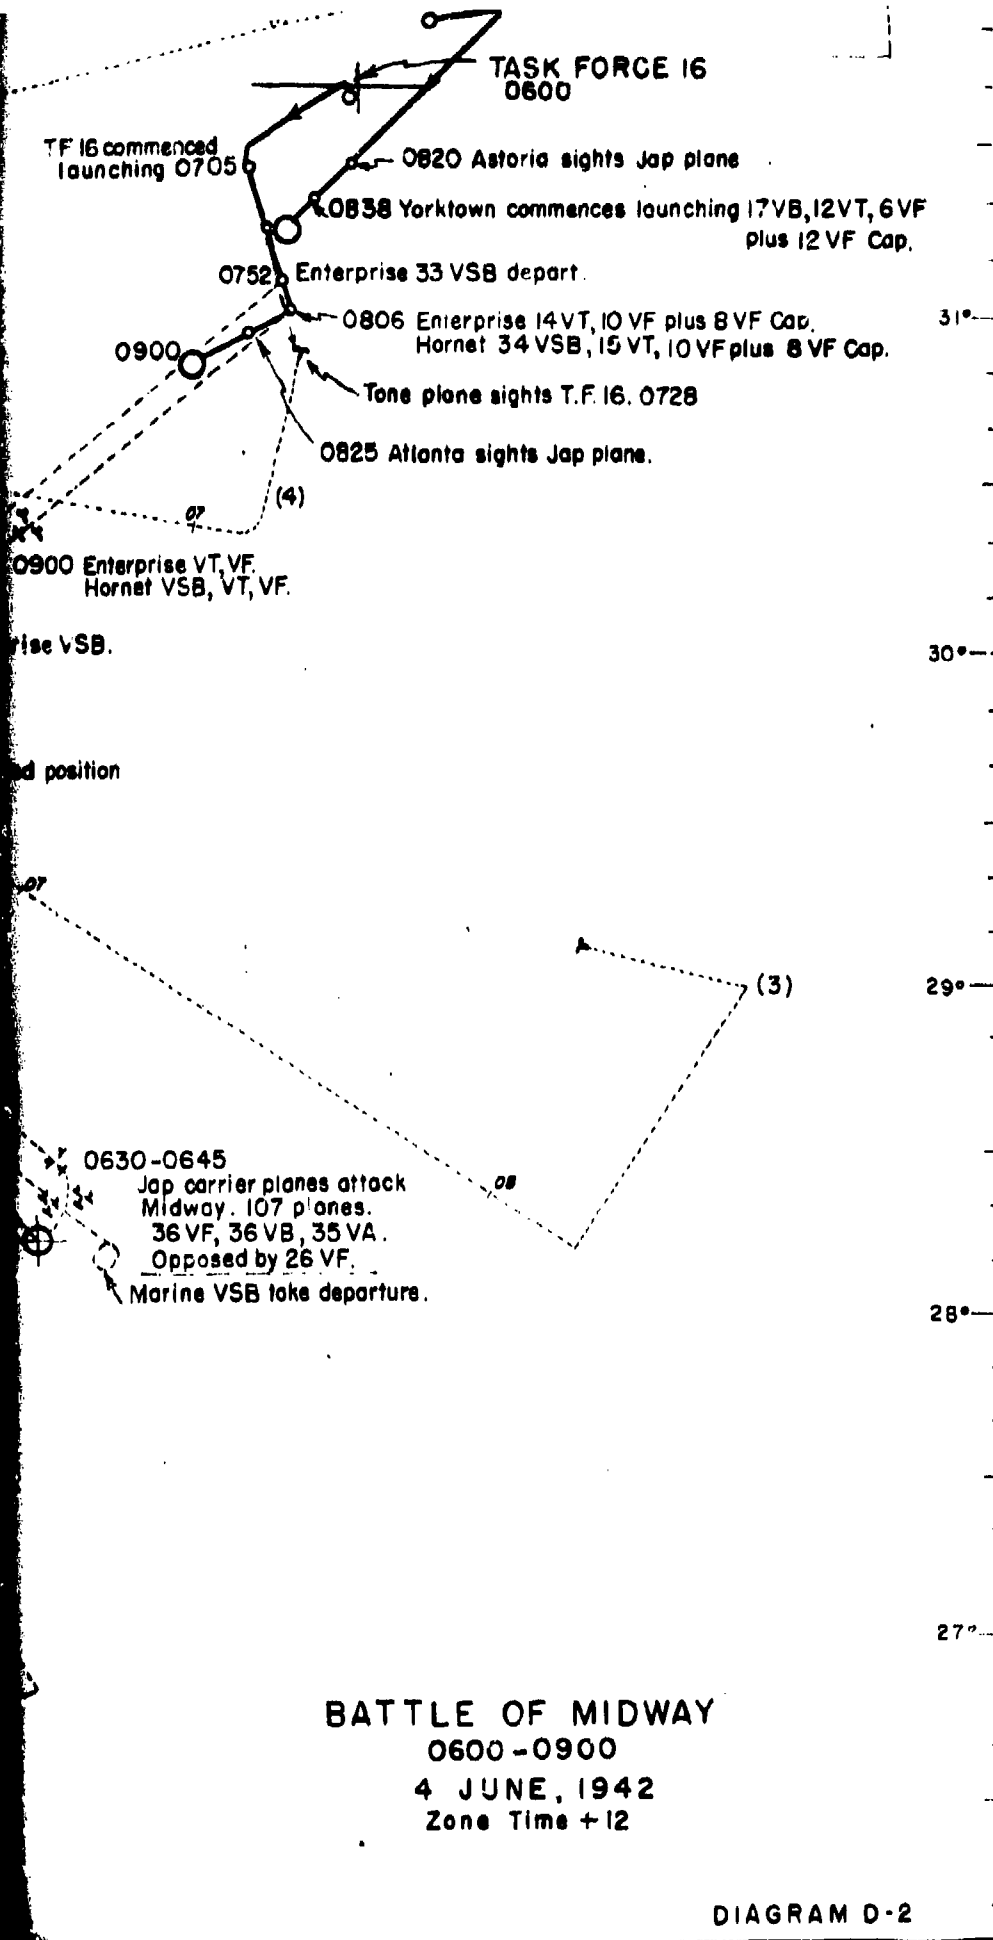 TASK FORCE 16
0600
TF 16 commenced
launching 0705
0820 Astoria sights Jap plane
0838 Yorktown commences launching 17VB, 12VT, 6VF
plus 12 VF Cap.
0752 Enterprise 33 VSB depart.
0806 Enterprise 14VT, 10 VF plus 8 VF Cap.
Hornet 34 VSB, 15 VT, 10 VF plus 8 VF Cap.
31°
0900
Tone plane sights T.F. 16. 0728
0825 Atlanta sights Jap plane.
(4)
07
0900 Enterprise VT, VF.
Hornet VSB, VT, VF.
rise VSB.
30°
ed position
07
(3)
29°
08
0630-0645
Jap carrier planes attack
Midway. 107 planes.
36 VF, 36 VB, 35 VA.
Opposed by 26 VF.
Marine VSB take departure.
28°
27°
BATTLE OF MIDWAY
0600-0900
4 JUNE, 1942
Zone Time +12
DIAGRAM D-2